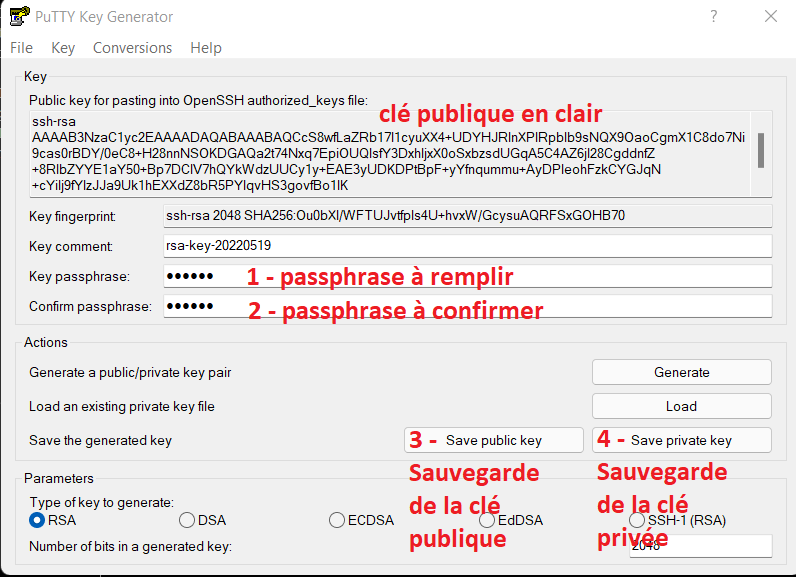 PuTTY Key Generator
File Key Conversions Help
Key
Public key for pasting into OpenSSH authorized_keys file:
clé publique en clair
ssh-rsa
AAAAB3NzaC1yc2EAAAADAQABAAABAQCcS8wfLaZRb17l1cyuXX4+UDYHJRlnXPIRpbIb9sNQX9OaoCgmX1C8do7Ni
9cas0rBDY/0eC8+H28nnNSOKDGAQa2t74Nxq7EpiOUQlsfY3DxhljxX0oSxbzsdUGqA5C4AZ6jl28CgddnfZ
+8RlbZYYE1aY50+Bp7DCIV7hQYkWdzUUCy1y+EAE3yUDKDPtBpF+yYfnqummu+AyDPIeohFzkCYGJqN
+cYiIj9fYlzJJa9Uk1hEXXdZ8bR5PYlqvHS3govfBo1lK
Key fingerprint:
ssh-rsa 2048 SHA256:Ou0bXl/WFTUJvtfpls4U+hvxW/GcysuAQRFSxGOHB70
Key comment:
rsa-key-20220519
Key passphrase:
1 - passphrase à remplir
Confirm passphrase:
2 - passphrase à confirmer
Actions
Generate a public/private key pair
Generate
Load an existing private key file
Load
Save the generated key
3 - Save public key
4 - Save private key
Sauvegarde
de la clé
publique
Sauvegarde
de la clé
privée
Parameters
Type of key to generate:
RSA
DSA
ECDSA
EdDSA
SSH-1 (RSA)
Number of bits in a generated key:
2048